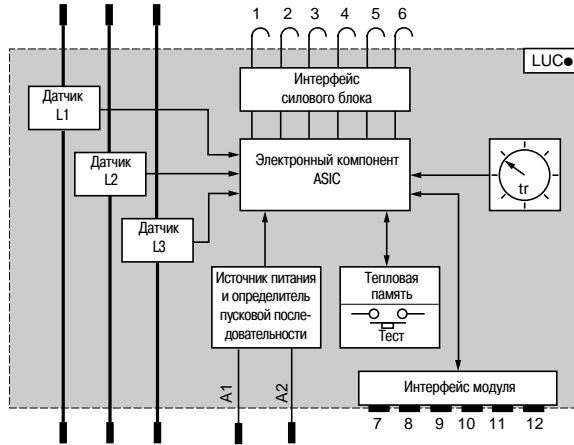 1 2 3 4 5 6
LUC●
Интерфейс
силового блока
Датчик
L1
Датчик
L2
Датчик
L3
Электронный компонент
ASIC
tr
Источник питания
и определитель
пусковой после-
довательности
Тепловая
память
Тест
A1
A2
Интерфейс модуля
7 8 9 10 11 12